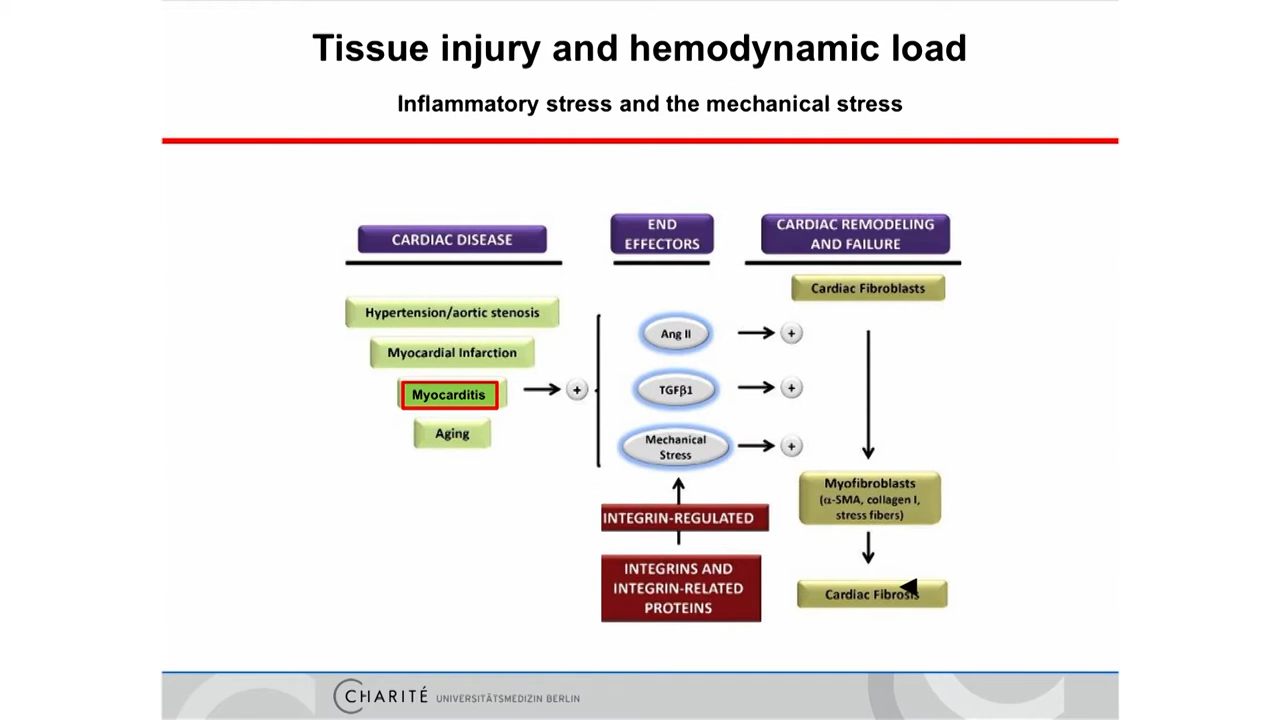 Tissue injury and hemodynamic load
Inflammatory stress and the mechanical stress
CARDIAC DISEASE
Hypertension/aortic stenosis
Myocardial Infarction
Myocarditis
Aging
+
END
EFFECTORS
Ang II
TGFβ1
Mechanical
Stress
+
+
+
INTEGRIN-REGULATED
INTEGRINS AND
INTEGRIN-RELATED
PROTEINS
CARDIAC REMODELING
AND FAILURE
Cardiac Fibroblasts
Myofibroblasts
(α-SMA, collagen I,
stress fibers)
Cardiac Fibrosis
CHARITÉ UNIVERSITÄTSMEDIZIN BERLIN